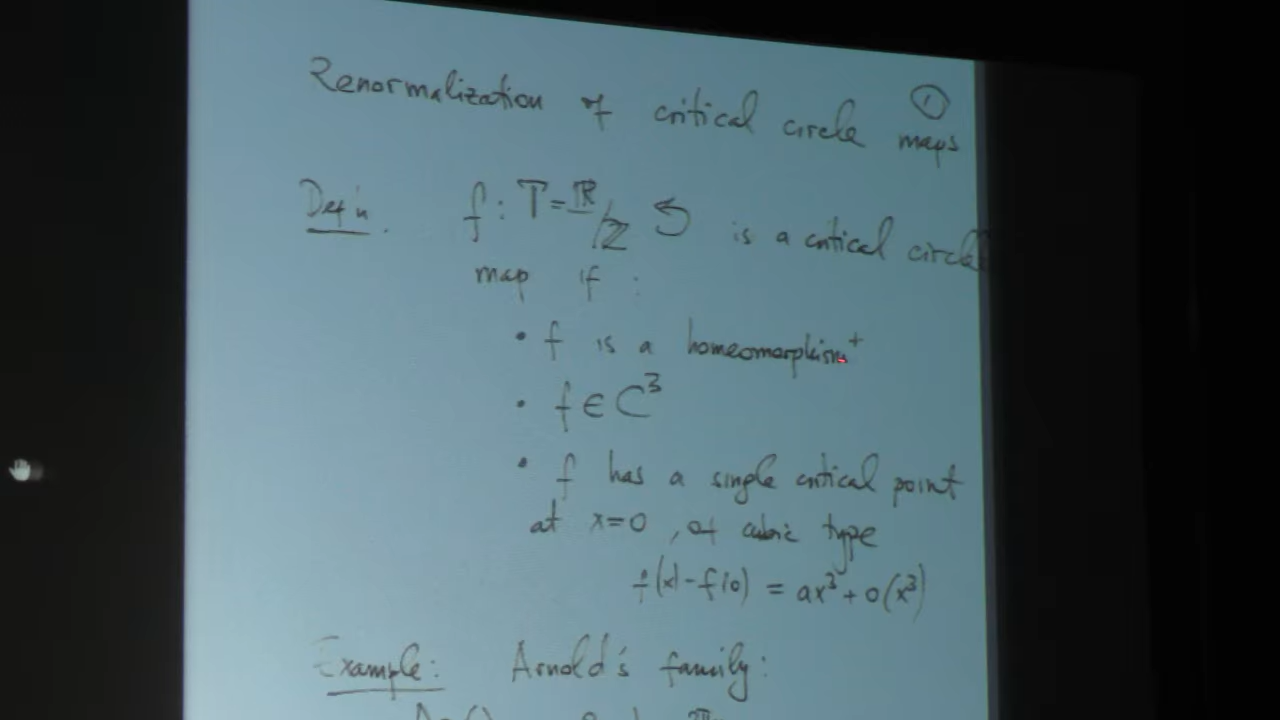 Renormalization of critical circle maps ①
Def'n. f: T=ℝ/ℤ ↺ is a critical circle
map if :
• f is a homeomorphism⁺
• f ∈ C³
• f has a single critical point
at x=0, of cubic type
f(x)-f(0) = ax³+o(x³)
Example: Arnold's family: